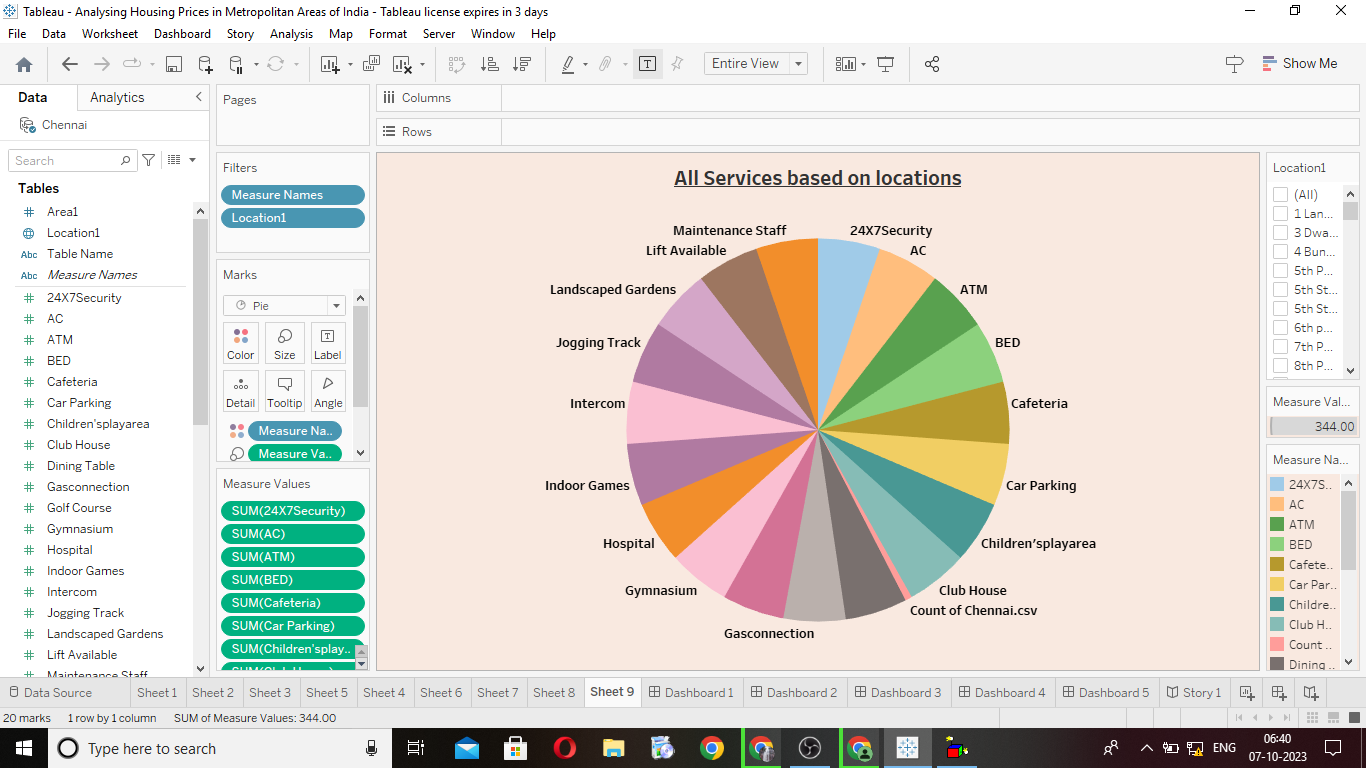 Tableau - Analysing Housing Prices in Metropolitan Areas of India - Tableau license expires in 3 days
File Data Worksheet Dashboard Story Analysis Map Format Server Window Help
Entire View
Show Me
Data Analytics
Chennai
Search
Tables
Area1
Location1
Abc Table Name
Abc Measure Names
24X7Security
AC
ATM
BED
Cafeteria
Car Parking
Children'splayarea
Club House
Dining Table
Gasconnection
Golf Course
Gymnasium
Hospital
Indoor Games
Intercom
Jogging Track
Landscaped Gardens
Lift Available
Maintenance Staff
Pages
Filters
Measure Names
Location1
Marks
Pie
Color Size Label
Detail Tooltip Angle
Measure Na..
Measure Va..
Measure Values
SUM(24X7Security)
SUM(AC)
SUM(ATM)
SUM(BED)
SUM(Cafeteria)
SUM(Car Parking)
SUM(Children'splay..
Columns
Rows
All Services based on locations
Maintenance Staff
24X7Security
Lift Available
AC
Landscaped Gardens
ATM
Jogging Track
BED
Intercom
Cafeteria
Indoor Games
Car Parking
Hospital
Children'splayarea
Gymnasium
Club House
Count of Chennai.csv
Gasconnection
Location1
(All)
1 Lan...
3 Dwa...
4 Bun...
5th P...
5th St...
5th St...
6th p...
7th P...
8th P...
Measure Val...
344.00
Measure Na...
24X7S..
AC
ATM
BED
Cafete..
Car Par..
Childre..
Club H..
Count ..
Dining ..
Data Source Sheet 1 Sheet 2 Sheet 3 Sheet 5 Sheet 4 Sheet 6 Sheet 7 Sheet 8 Sheet 9 Dashboard 1 Dashboard 2 Dashboard 3 Dashboard 4 Dashboard 5 Story 1
20 marks 1 row by 1 column SUM of Measure Values: 344.00
Type here to search
ENG
06:40
07-10-2023